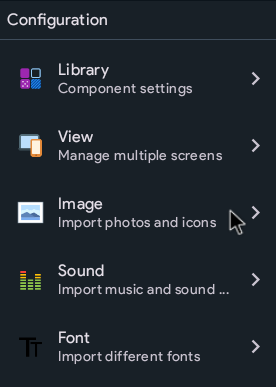 Configuration
Library
Component settings
View
Manage multiple screens
Image
Import photos and icons
Sound
Import music and sound ...
Font
Import different fonts